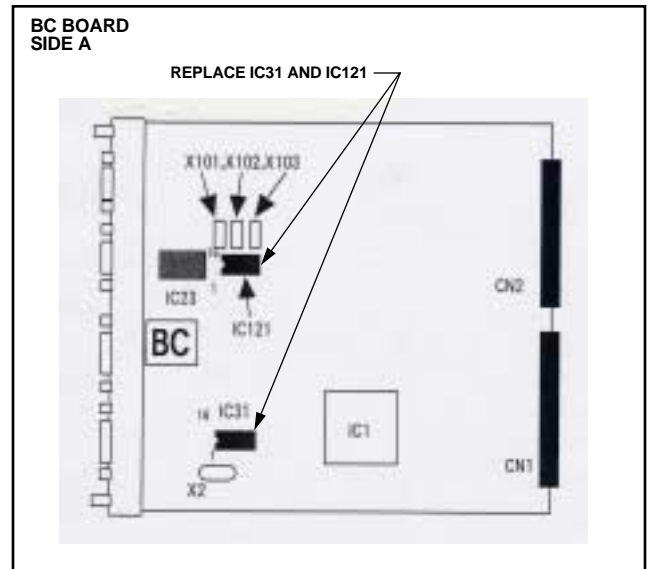 BC BOARD
SIDE A
REPLACE IC31 AND IC121
X101,X102,X103
16
1
IC23
IC121
CN2
BC
14 IC31
1
IC1
X2
CN1